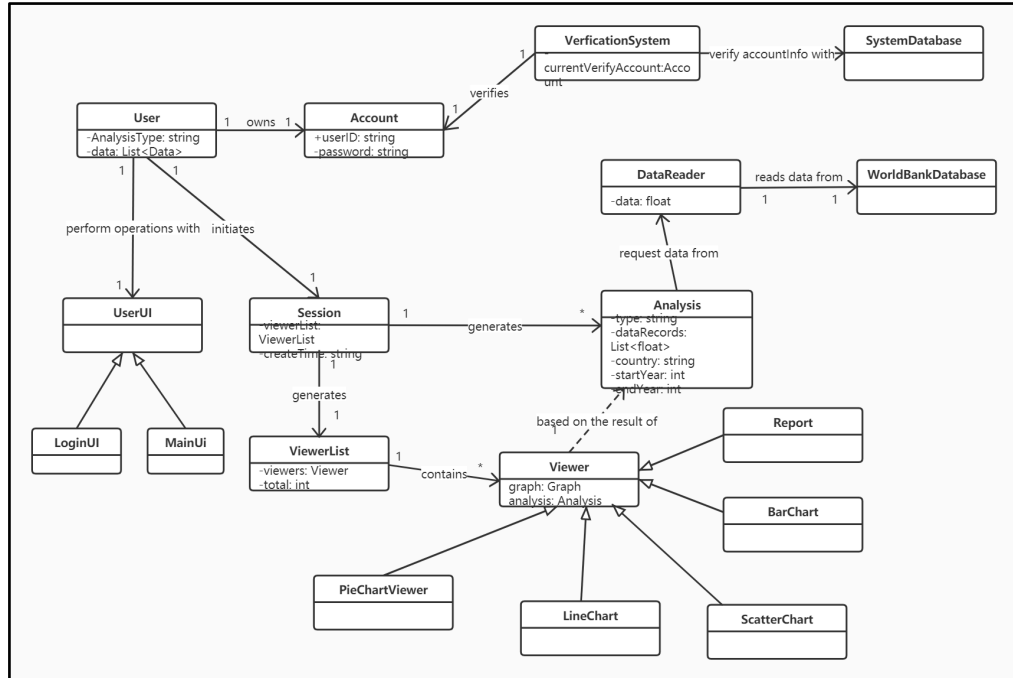 VerficationSystem
-
currentVerifyAccount:Acco
unt
1
verify accountInfo with
SystemDatabase
verifies
1
User
-AnalysisType: string
-data: List<Data>
1
owns
1
Account
+userID: string
-password: string
1
1
DataReader
-data: float
reads data from
1
1
WorldBankDatabase
perform operations with
initiates
request data from
1
1
UserUI
Session
-viewerList:
ViewerList
-createTime: string
1
generates
*
Analysis
-type: string
-dataRecords:
List<float>
-country: string
-startYear: int
-endYear: int
1
generates
1
based on the result of
1
LoginUI
MainUi
ViewerList
-viewers: Viewer
-total: int
1
contains
*
Viewer
graph: Graph
analysis: Analysis
Report
BarChart
PieChartViewer
LineChart
ScatterChart